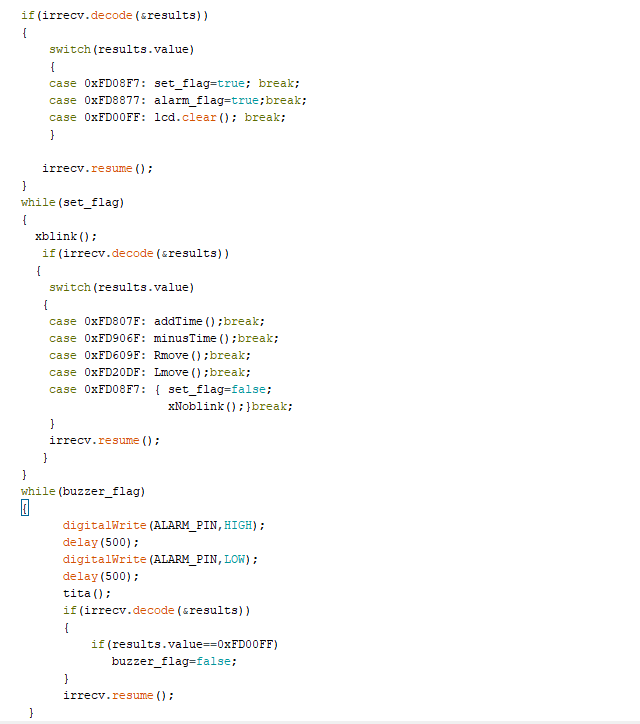 if(irrecv.decode(&results))
{
switch(results.value)
{
case 0xFD08F7: set_flag=true; break;
case 0xFD8877: alarm_flag=true;break;
case 0xFD00FF: lcd.clear(); break;
}
irrecv.resume();
}
while(set_flag)
{
xblink();
if(irrecv.decode(&results))
{
switch(results.value)
{
case 0xFD807F: addTime();break;
case 0xFD906F: minusTime();break;
case 0xFD609F: Rmove();break;
case 0xFD20DF: Lmove();break;
case 0xFD08F7: { set_flag=false;
xNoblink();}break;
}
irrecv.resume();
}
}
while(buzzer_flag)
{
digitalWrite(ALARM_PIN,HIGH);
delay(500);
digitalWrite(ALARM_PIN,LOW);
delay(500);
tita();
if(irrecv.decode(&results))
{
if(results.value==0xFD00FF)
buzzer_flag=false;
}
irrecv.resume();
}